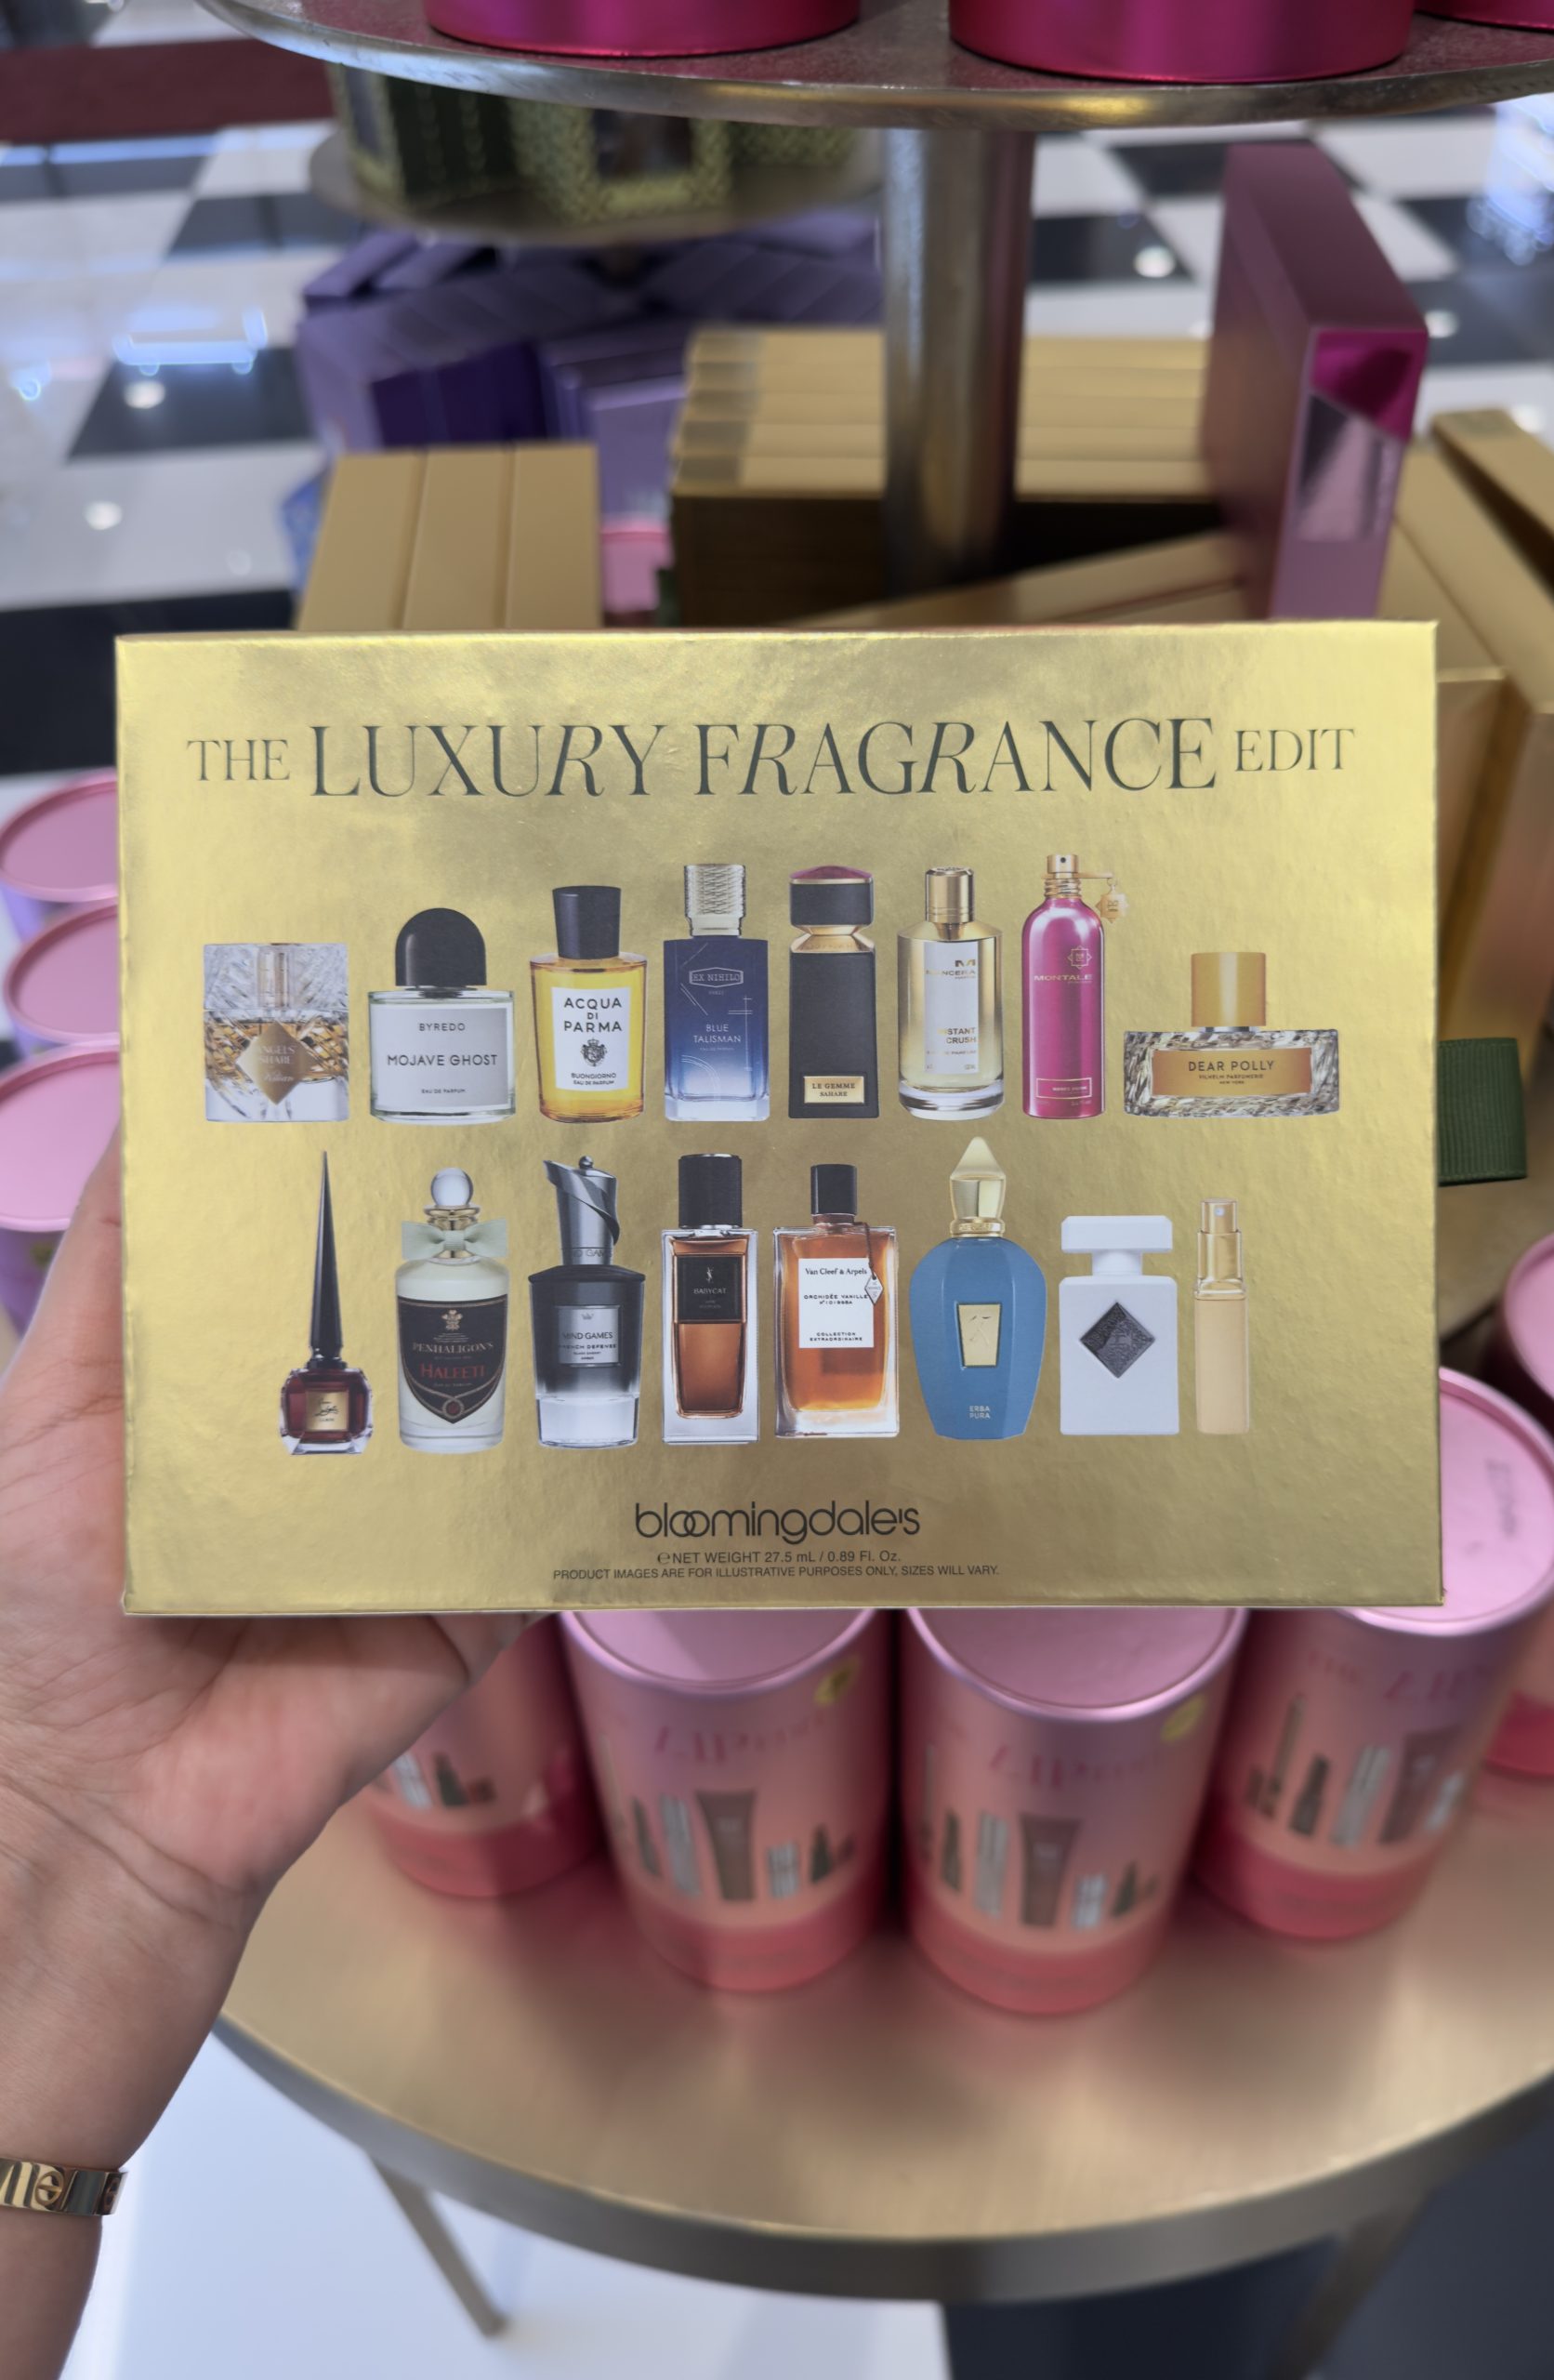 THE LUXURY FRAGRANCE EDIT
ANGELS' SHARE
BYREDO
MOJAVE GHOST
EAU DE PARFUM
ACQUA
DI
PARMA
BUONGIORNO
EAU DE PARFUM
EX NIHILO
PARIS
BLUE
TALISMAN
LE GEMME
SAHARE
MANCERA
INSTANT
CRUSH
MONTALE
DEAR POLLY
VILHELM PARFUMERIE
NEW YORK
PENHALIGON'S
HALFETI
MIND GAMES
FRENCH DEFENSE
BABYCAT
Van Cleef & Arpels
ORCHIDÉE VANILLE
COLLECTION
EXTRAORDINAIRE
ERBA
PURA
bloomingdale's
℮ NET WEIGHT 27.5 mL / 0.89 Fl. Oz.
PRODUCT IMAGES ARE FOR ILLUSTRATIVE PURPOSES ONLY, SIZES WILL VARY.